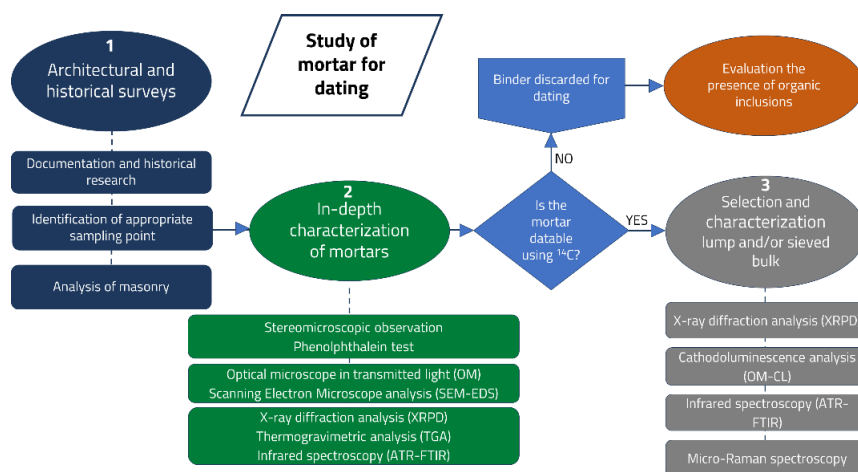 1
Architectural and
historical surveys
Documentation and historical
research
Identification of appropriate
sampling point
Analysis of masonry
Study of
mortar for
dating
2
In-depth
characterization
of mortars
Stereomicroscopic observation
Phenolphthalein test
Optical microscope in transmitted light (OM)
Scanning Electron Microscope analysis (SEM-EDS)
X-ray diffraction analysis (XRPD)
Thermogravimetric analysis (TGA)
Infrared spectroscopy (ATR-FTIR)
Binder discarded for
dating
NO
Is the
mortar
datable
using ¹⁴C?
YES
Evaluation the
presence of organic
inclusions
3
Selection and
characterization
lump and/or sieved
bulk
X-ray diffraction analysis (XRPD)
Cathodoluminescence analysis
(OM-CL)
Infrared spectroscopy (ATR-
FTIR)
Micro-Raman spectroscopy